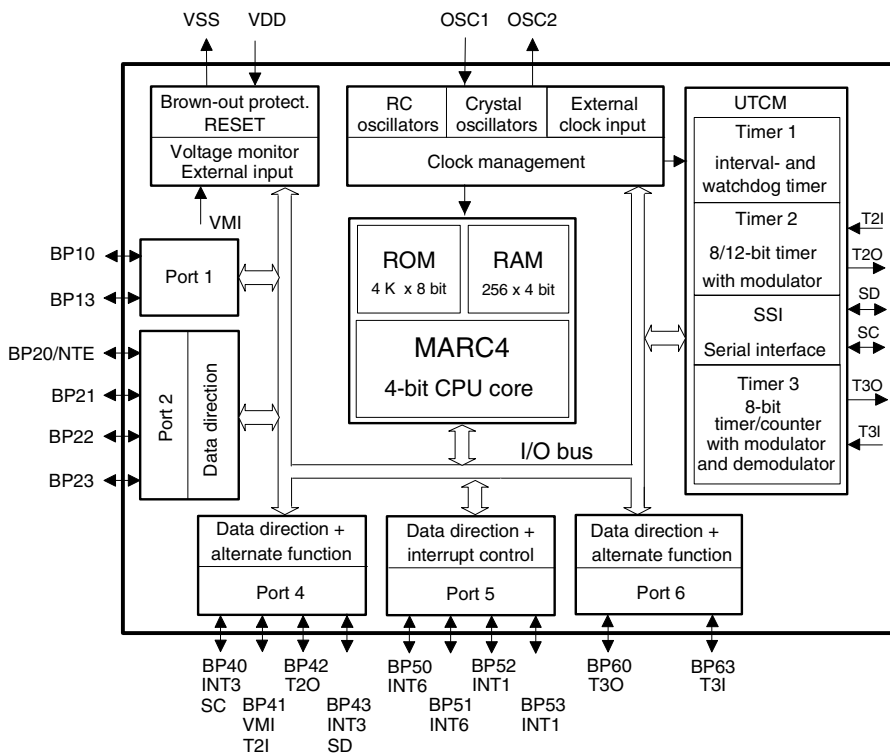 VSS VDD OSC1 OSC2
Brown-out protect.
RESET
Voltage monitor
External input
VMI
RC
oscillators
Crystal
oscillators
External
clock input
Clock management
UTCM
Timer 1
interval- and
watchdog timer
Timer 2
8/12-bit timer
with modulator
SSI
Serial interface
Timer 3
8-bit
timer/counter
with modulator
and demodulator
T2I
T2O
SD
SC
T3O
T3I
ROM
4 K x 8 bit
RAM
256 x 4 bit
MARC4
4-bit CPU core
I/O bus
BP10
BP13
Port 1
BP20/NTE
BP21
BP22
BP23
Port 2
Data direction
Data direction +
alternate function
Port 4
Data direction +
interrupt control
Port 5
Data direction +
alternate function
Port 6
BP40
INT3
SC
BP41
VMI
T2I
BP42
T2O
BP43
INT3
SD
BP50
INT6
BP51
INT6
BP52
INT1
BP53
INT1
BP60
T3O
BP63
T3I